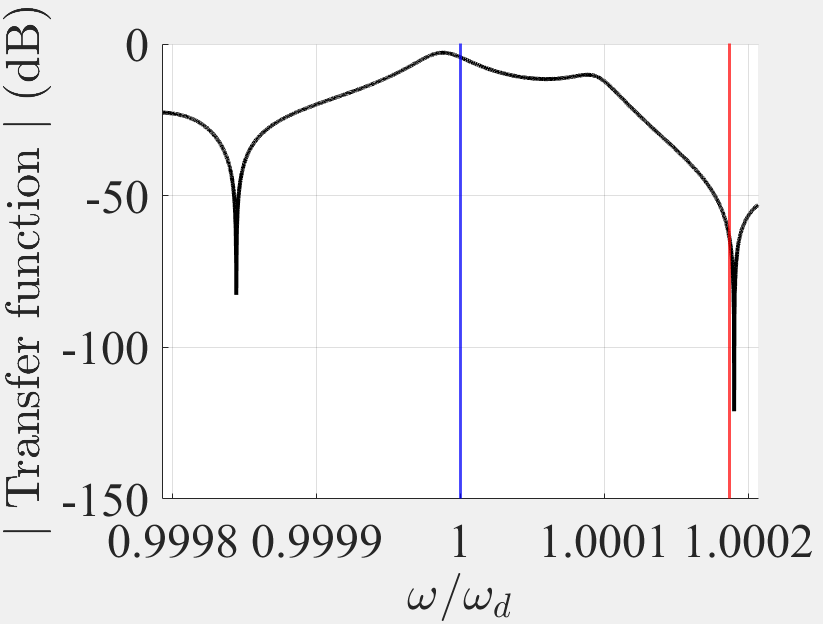 | Transfer function | (dB)
0
-50
-100
-150
0.9998 0.9999 1 1.0001 1.0002
ω/ω_d